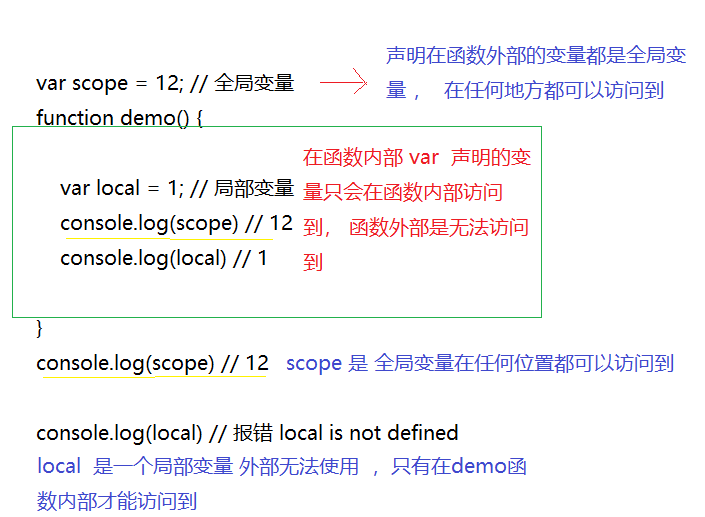 声明在函数外部的变量都是全局变
var scope = 12; // 全局变量
量 ， 在任何地方都可以访问到
function demo() {
在函数内部 var 声明的变
var local = 1; // 局部变量
量只会在函数内部访问
console.log(scope) // 12
到， 函数外部是无法访问
console.log(local) // 1
到
}
console.log(scope) // 12 scope 是 全局变量在任何位置都可以访问到
console.log(local) // 报错 local is not defined
local 是一个局部变量 外部无法使用 ，只有在demo函
数内部才能访问到